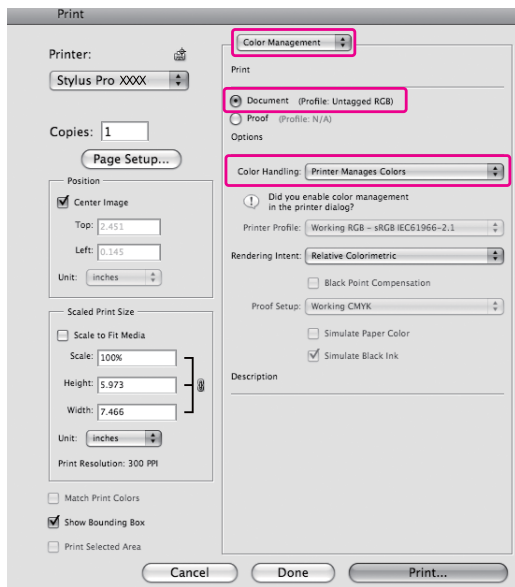 Print
Printer:
Stylus Pro XXXX
Copies: 1
Page Setup...
Position
Center Image
Top: 2.451
Left: 0.145
Unit: inches
Scaled Print Size
Scale to Fit Media
Scale: 100%
Height: 5.973
Width: 7.466
Unit: inches
Print Resolution: 300 PPI
Match Print Colors
Show Bounding Box
Print Selected Area
Color Management
Print
Document (Profile: Untagged RGB)
Proof (Profile: N/A)
Options
Color Handling: Printer Manages Colors
Did you enable color management
in the printer dialog?
Printer Profile: Working RGB - sRGB IEC61966-2.1
Rendering Intent: Relative Colorimetric
Black Point Compensation
Proof Setup: Working CMYK
Simulate Paper Color
Simulate Black Ink
Description
Cancel
Done
Print...